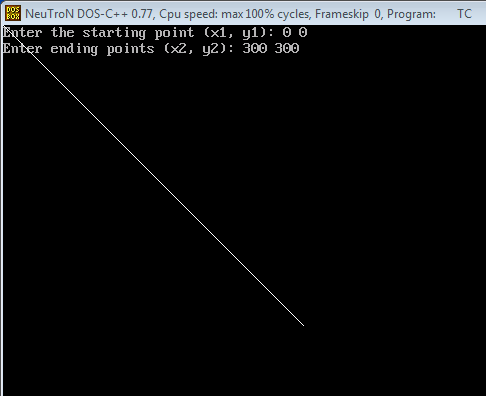 DOS BOX
NeuTroN DOS-C++ 0.77, Cpu speed: max 100% cycles, Frameskip 0, Program: TC
Enter the starting point (x1, y1): 0 0
Enter ending points (x2, y2): 300 300